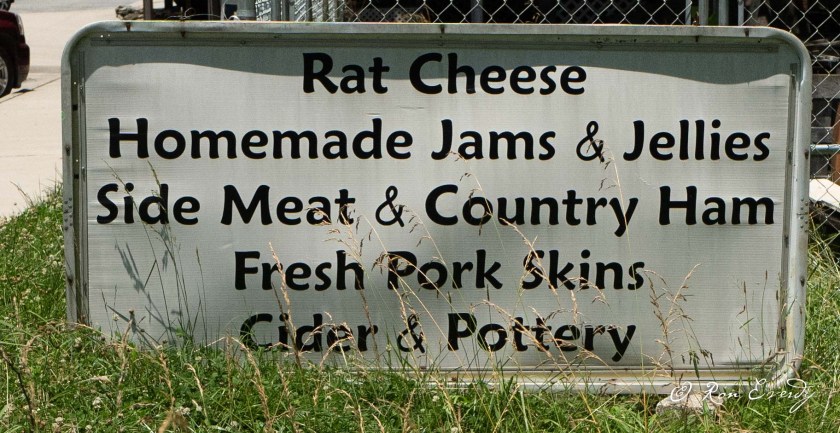 Rat Cheese
Homemade Jams & Jellies
Side Meat & Country Ham
Fresh Pork Skins
Cider & Pottery